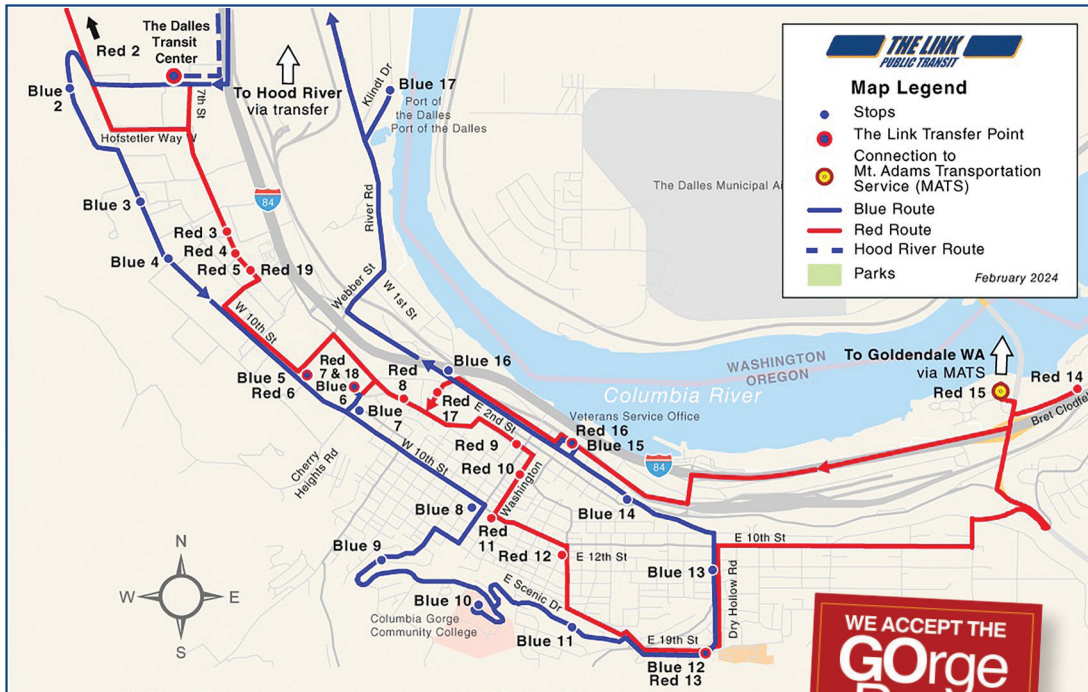 The Dalles
Transit
Center
Red 2
Blue
2
7th St
To Hood River
via transfer
Klindt Dr
Blue 17
Port of
the Dalles
Port of the Dalles
Hofstetler Way W
84
River Rd
The Dalles Municipal Ai
THE LINK
PUBLIC TRANSIT
Map Legend
Stops
The Link Transfer Point
Connection to
Mt. Adams Transportation
Service (MATS)
Blue Route
Red Route
Hood River Route
Parks
February 2024
Blue 3
Red 3
Red 4
Red 5
Red 19
Blue 4
Webber St
W 1st St
W 10th St
Blue 5
Red 6
Red
7 & 18
Blue
6
Blue
7
Red
8
Blue 16
Red
17
E 2nd St
WASHINGTON
OREGON
Columbia River
Veterans Service Office
Red 16
Blue 15
84
To Goldendale WA
via MATS
Red 15
Red 14
Bret Clodfel
Cherry
Heights Rd
W 10th St
Red 9
Red 10
Washington
Blue 14
Blue 8
Red
11
Blue 9
Red 12
E 12th St
E 10th St
Blue 13
Dry Hollow Rd
E Scenic Dr
Blue 10
Columbia Gorge
Community College
Blue 11
E 19th St
Blue 12
Red 13
N
W
E
S
WE ACCEPT THE
GOrge